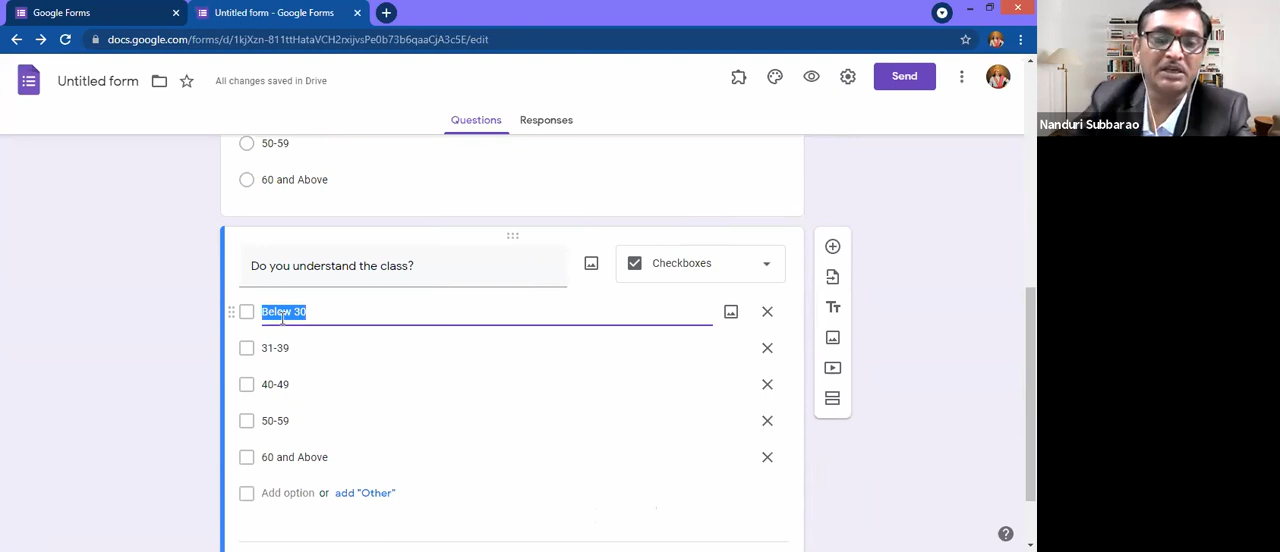 Google Forms
Untitled form - Google Forms
docs.google.com/forms/d/1kjXzn-811ttHataVCH2rxijvsPe0b73b6qaaCjA3c5E/edit
Untitled form
All changes saved in Drive
Send
Questions
Responses
50-59
60 and Above
Do you understand the class?
Checkboxes
Below 30
31-39
40-49
50-59
60 and Above
Add option or add "Other"
Nanduri Subbarao